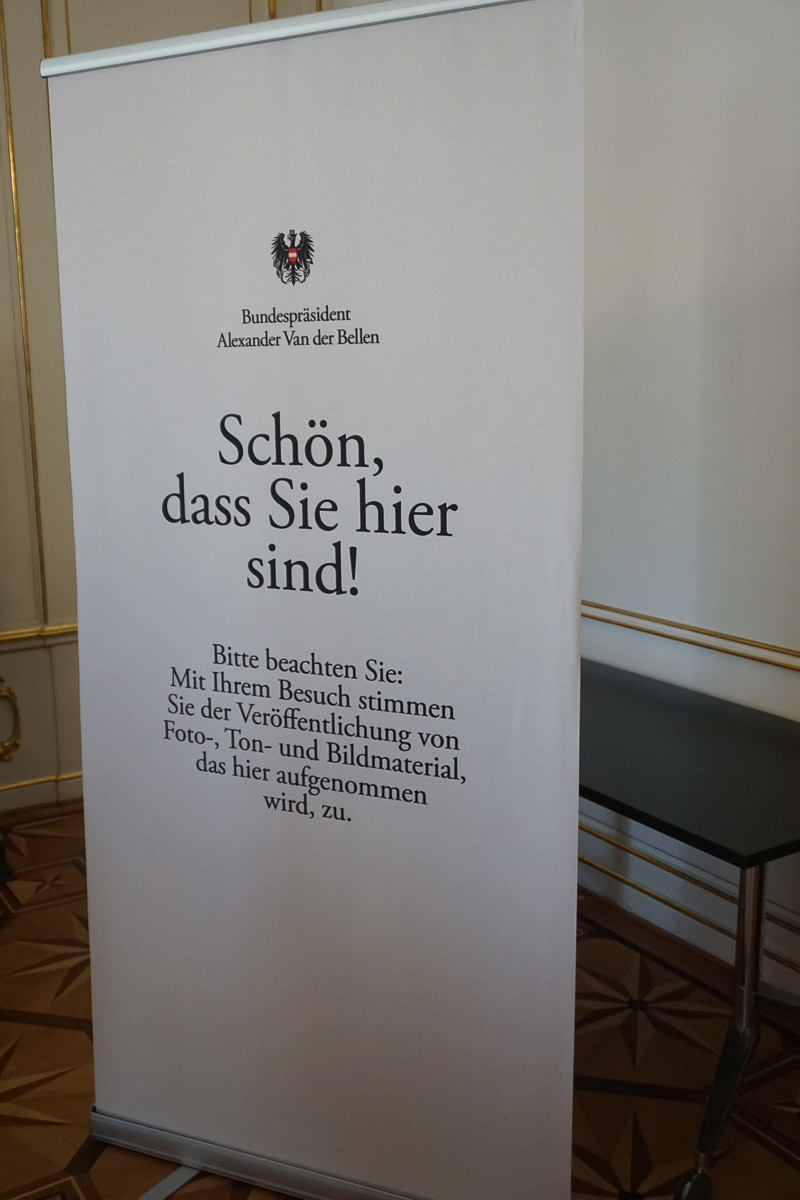 Bundespräsident
Alexander Van der Bellen
Schön,
dass Sie hier
sind!
Bitte beachten Sie:
Mit Ihrem Besuch stimmen
Sie der Veröffentlichung von
Foto-, Ton- und Bildmaterial,
das hier aufgenommen
wird, zu.